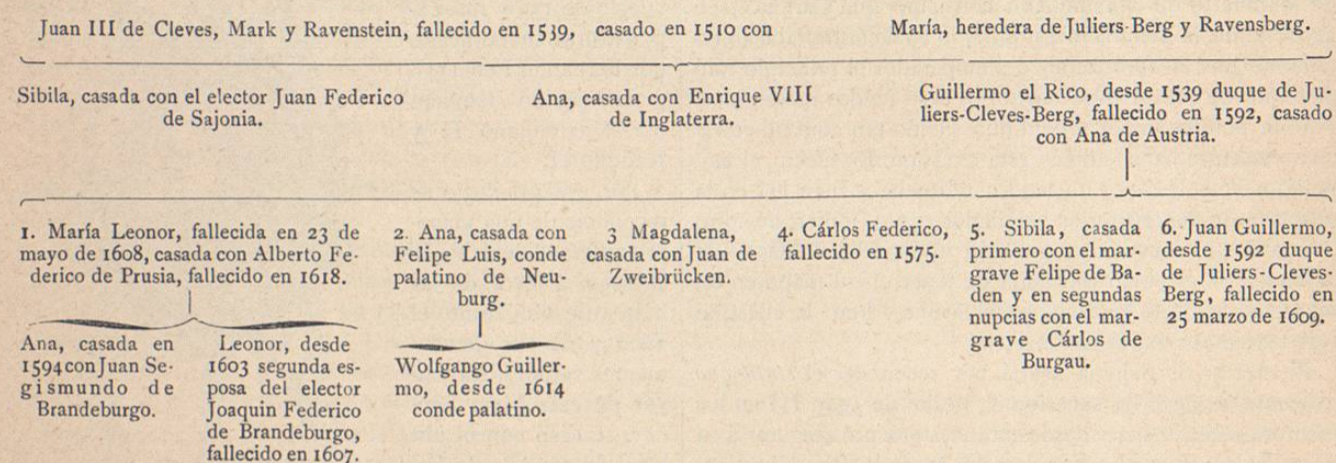 Juan III de Cleves, Mark y Ravenstein, fallecido en 1539, casado en 1510 con
María, heredera de Juliers-Berg y Ravensberg.
Sibila, casada con el elector Juan Federico
de Sajonia.
Ana, casada con Enrique VIII
de Inglaterra.
Guillermo el Rico, desde 1539 duque de Ju-
liers-Cleves-Berg, fallecido en 1592, casado
con Ana de Austria.
1. María Leonor, fallecida en 23 de
mayo de 1608, casada con Alberto Fe-
derico de Prusia, fallecido en 1618.
2. Ana, casada con
Felipe Luis, conde
palatino de Neu-
burg.
3 Magdalena,
casada con Juan de
Zweibrücken.
4. Cárlos Federico,
fallecido en 1575.
5. Sibila, casada
primero con el mar-
grave Felipe de Ba-
den y en segundas
nupcias con el mar-
grave Cárlos de
Burgau.
6. Juan Guillermo,
desde 1592 duque
de Juliers-Cleves-
Berg, fallecido en
25 marzo de 1609.
Ana, casada en
1594 con Juan Se-
gismundo de
Brandeburgo.
Leonor, desde
1603 segunda es-
posa del elector
Joaquin Federico
de Brandeburgo,
fallecido en 1607.
Wolfgango Guiller-
mo, desde 1614
conde palatino.